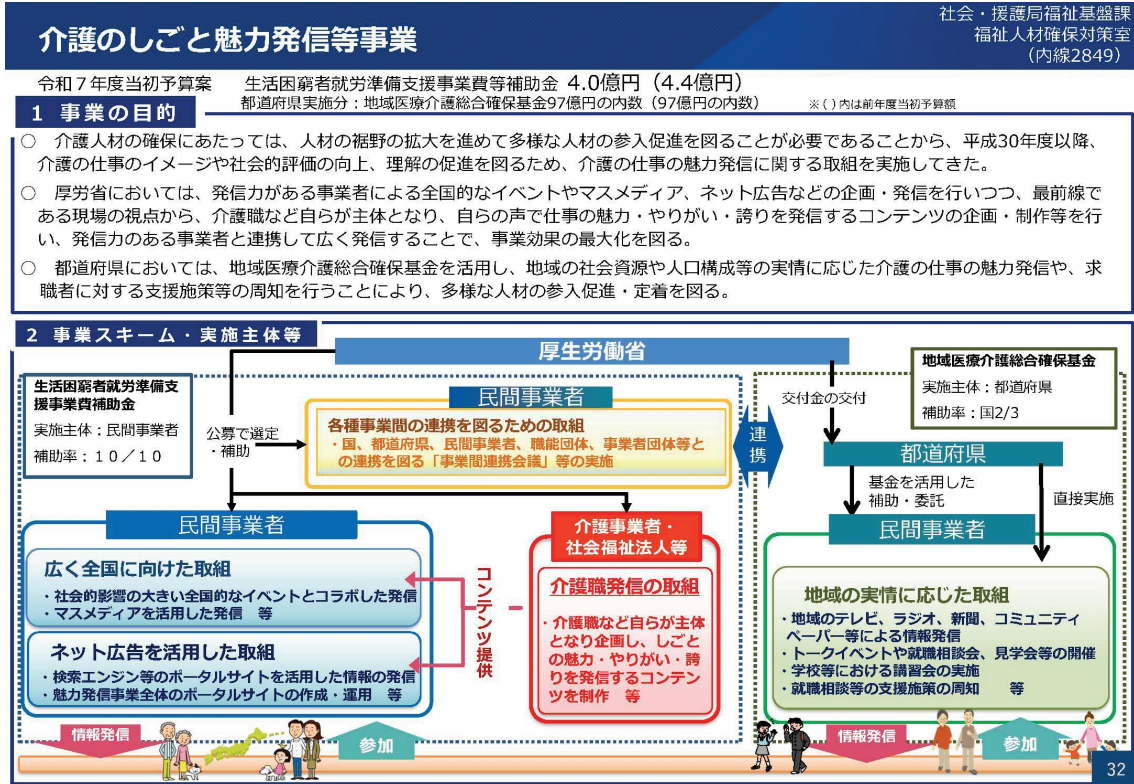 社会・援護局福祉基盤課
福祉人材確保対策室
（内線2849）
介護のしごと魅力発信等事業
令和７年度当初予算案　生活困窮者就労準備支援事業費等補助金 4.0億円（4.4億円）
都道府県実施分：地域医療介護総合確保基金97億円の内数（97億円の内数）　※ ( ) 内は前年度当初予算額
１ 事業の目的
○　介護人材の確保にあたっては、人材の裾野の拡大を進めて多様な人材の参入促進を図ることが必要であることから、平成30年度以降、
介護の仕事のイメージや社会的評価の向上、理解の促進を図るため、介護の仕事の魅力発信に関する取組を実施してきた。
○　厚労省においては、発信力がある事業者による全国的なイベントやマスメディア、ネット広告などの企画・発信を行いつつ、最前線で
ある現場の視点から、介護職など自らが主体となり、自らの声で仕事の魅力・やりがい・誇りを発信するコンテンツの企画・制作等を行
い、発信力のある事業者と連携して広く発信することで、事業効果の最大化を図る。
○　都道府県においては、地域医療介護総合確保基金を活用し、地域の社会資源や人口構成等の実情に応じた介護の仕事の魅力発信や、求
職者に対する支援施策等の周知を行うことにより、多様な人材の参入促進・定着を図る。
２ 事業スキーム・実施主体等
厚生労働省
生活困窮者就労準備支
援事業費補助金
実施主体：民間事業者
補助率：１０／１０
公募で選定
・補助
民間事業者
各種事業間の連携を図るための取組
・国、都道府県、民間事業者、職能団体、事業者団体等と
の連携を図る「事業間連携会議」等の実施
連携
交付金の交付
地域医療介護総合確保基金
実施主体：都道府県
補助率：国2/3
都道府県
基金を活用した
補助・委託
直接実施
民間事業者
広く全国に向けた取組
・社会的影響の大きい全国的なイベントとコラボした発信
・マスメディアを活用した発信　等
ネット広告を活用した取組
・検索エンジン等のポータルサイトを活用した情報の発信
・魅力発信事業全体のポータルサイトの作成・運用　等
コンテンツ提供
介護事業者・
社会福祉法人等
介護職発信の取組
・介護職など自らが主体
となり企画し、しごと
の魅力・やりがい・誇
りを発信するコンテン
ツを制作　等
民間事業者
地域の実情に応じた取組
・地域のテレビ、ラジオ、新聞、コミュニティ
ペーパー等による情報発信
・トークイベントや就職相談会、見学会等の開催
・学校等における講習会の実施
・就職相談等の支援施策の周知　　等
情報発信
参加
情報発信
参加
32